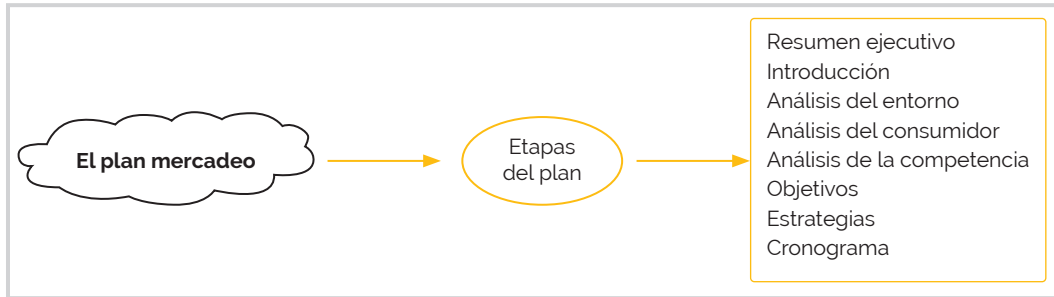 El plan mercadeo
Etapas
del plan
Resumen ejecutivo
Introducción
Análisis del entorno
Análisis del consumidor
Análisis de la competencia
Objetivos
Estrategias
Cronograma